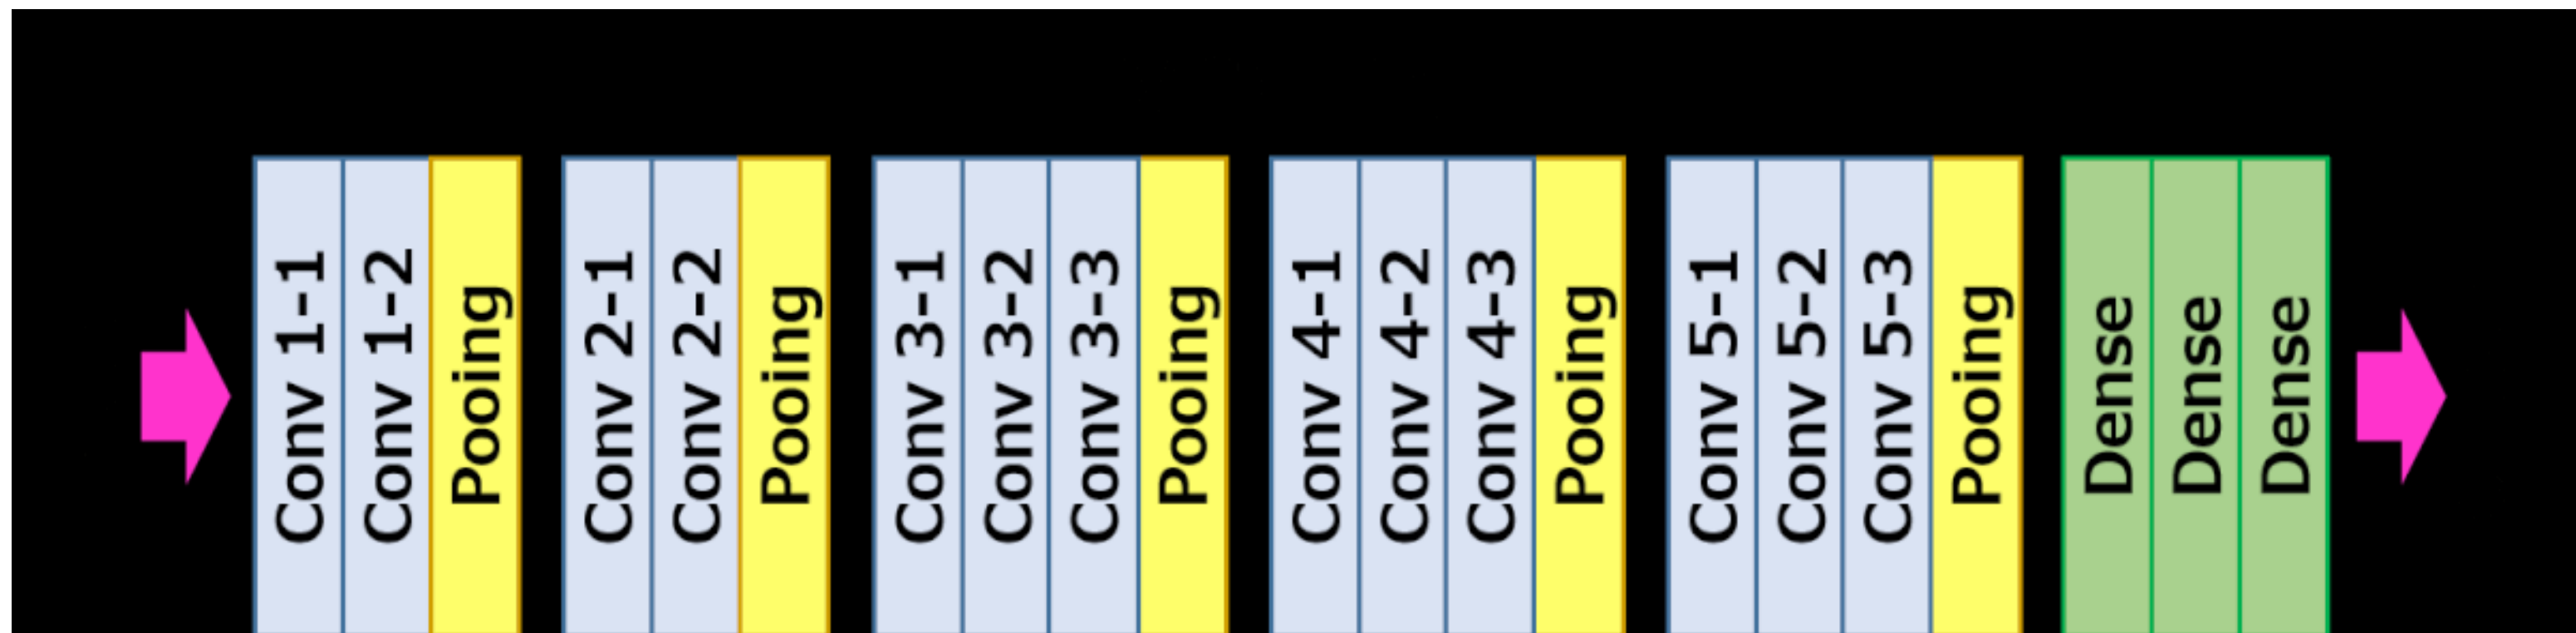 Conv 1-1
Conv 1-2
Pooing
Conv 2-1
Conv 2-2
Pooing
Conv 3-1
Conv 3-2
Conv 3-3
Pooing
Conv 4-1
Conv 4-2
Conv 4-3
Pooing
Conv 5-1
Conv 5-2
Conv 5-3
Pooing
Dense
Dense
Dense